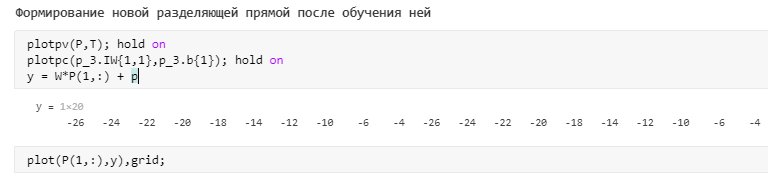 Формирование новой разделяющей прямой после обучения ней
plotpv(P,T); hold on
plotpc(p_3.IW{1,1},p_3.b{1}); hold on
y = W*P(1,:) + p
y = 1×20
-26 -24 -22 -20 -18 -14 -12 -10 -6 -4 -26 -24 -22 -20 -18 -14 -12 -10 -6 -4
plot(P(1,:),y),grid;